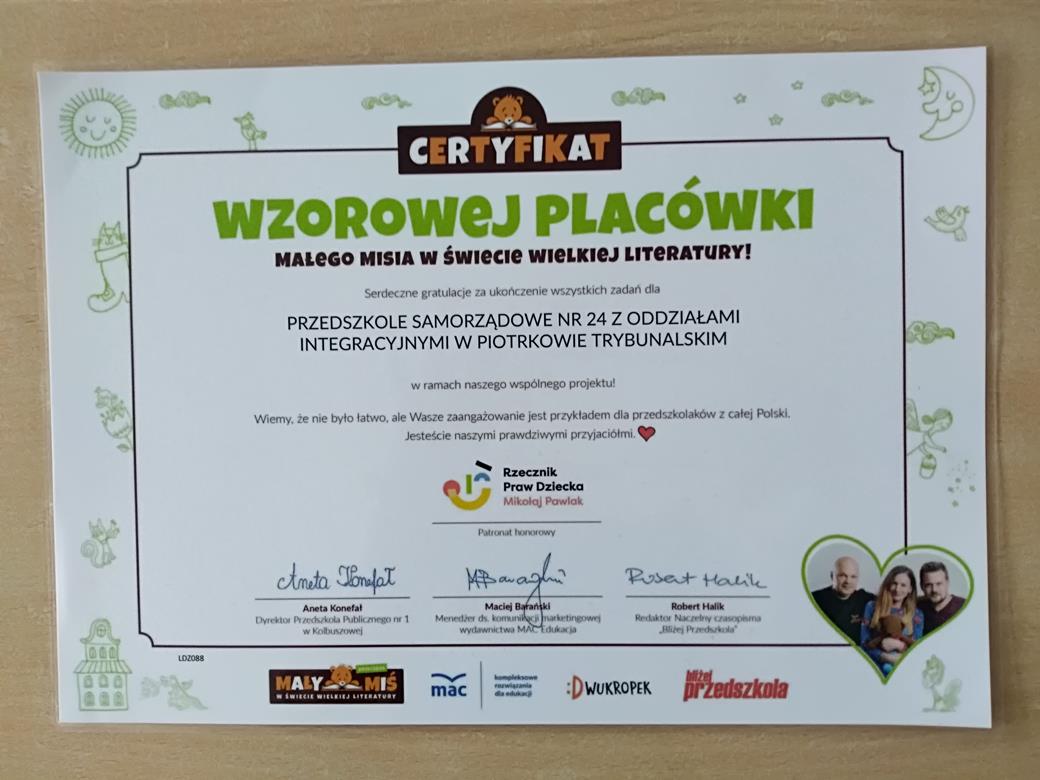 CERTYFIKAT
WZOROWEJ PLACÓWKI
MAŁEGO MISIA W ŚWIECIE WIELKIEJ LITERATURY!
Serdeczne gratulacje za ukończenie wszystkich zadań dla
PRZEDSZKOLE SAMORZĄDOWE NR 24 Z ODDZIAŁAMI
INTEGRACYJNYMI W PIOTRKOWIE TRYBUNALSKIM
w ramach naszego wspólnego projektu!
Wiemy, że nie było łatwo, ale Wasze zaangażowanie jest przykładem dla przedszkolaków z całej Polski.
Jesteście naszymi prawdziwymi przyjaciółmi.
Rzecznik
Praw Dziecka
Mikołaj Pawlak
Patronat honorowy
Aneta Konefał
Aneta Konefał
Dyrektor Przedszkola Publicznego nr 1
w Kolbuszowej
Maciej Barański
Menedżer ds. komunikacji marketingowej
wydawnictwa MAC Edukacja
Robert Halik
Robert Halik
Redaktor Naczelny czasopisma
„Bliżej Przedszkola"
LDZ088
MAŁY MIŚ
W ŚWIECIE WIELKIEJ LITERATURY
mac
kompleksowe
rozwiązania
dla edukacji
:DWUKROPEK
bliżej
przedszkola